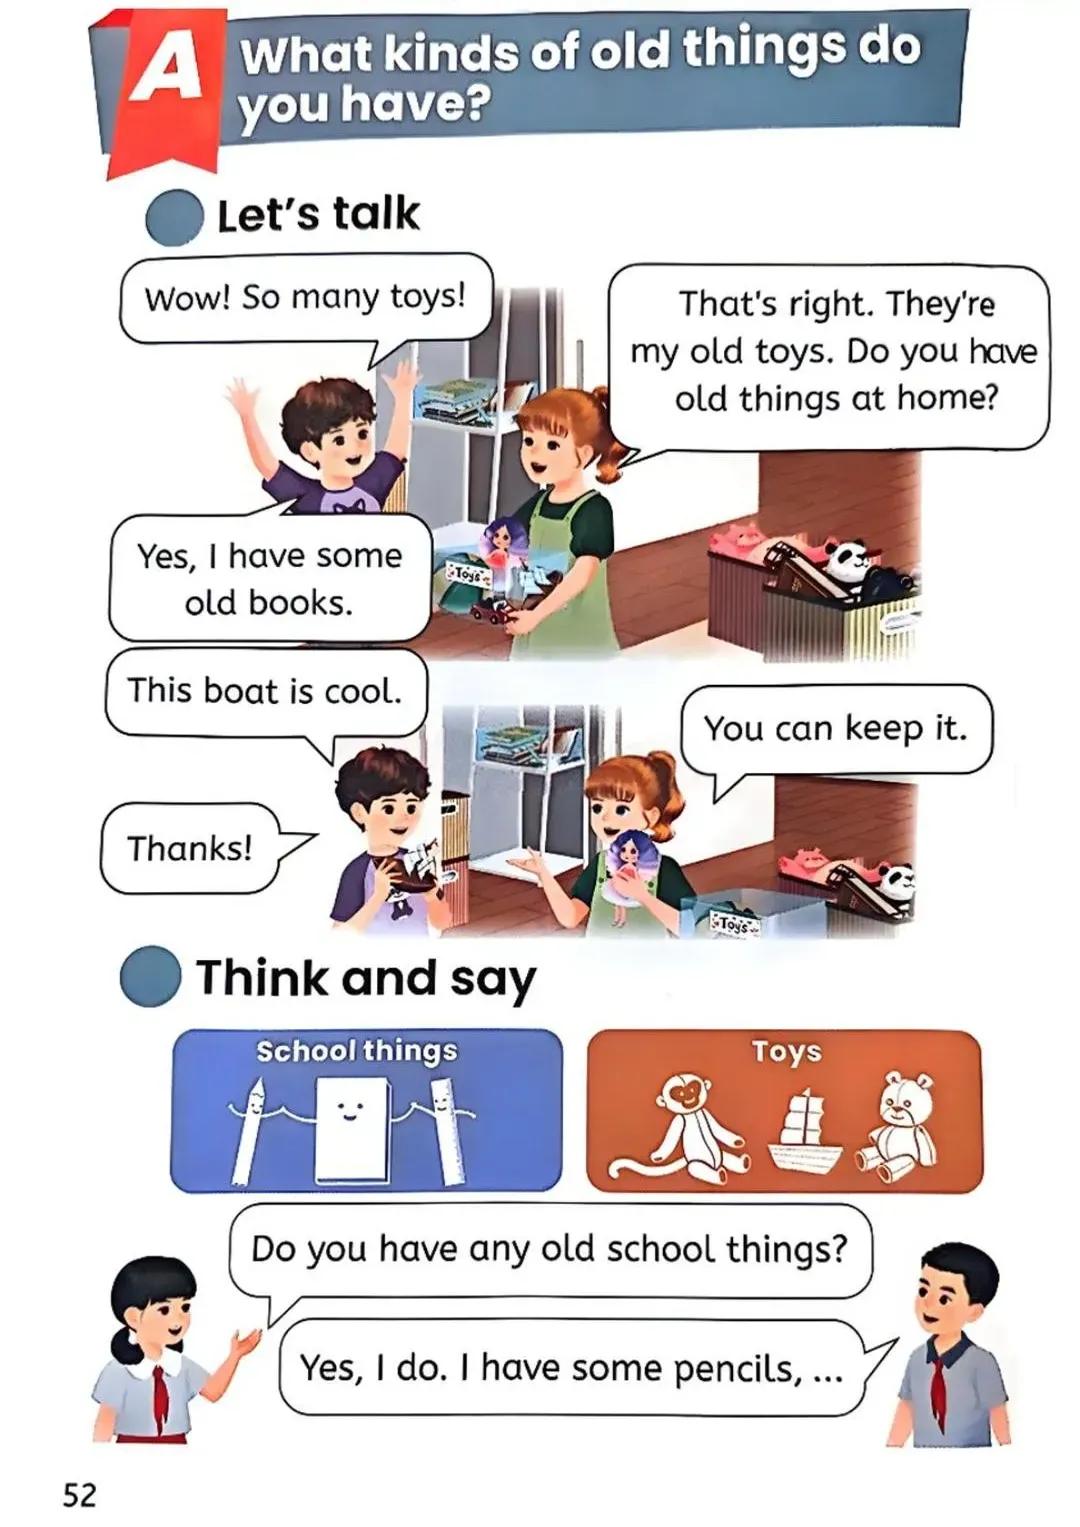 A
What kinds of old things do
you have?
Let's talk
Wow! So many toys!
That's right. They're
my old toys. Do you have
old things at home?
Yes, I have some
old books.
Toys
This boat is cool.
You can keep it.
Thanks!
Toys
Think and say
School things
Toys
Do you have any old school things?
Yes, I do. I have some pencils, ...
52